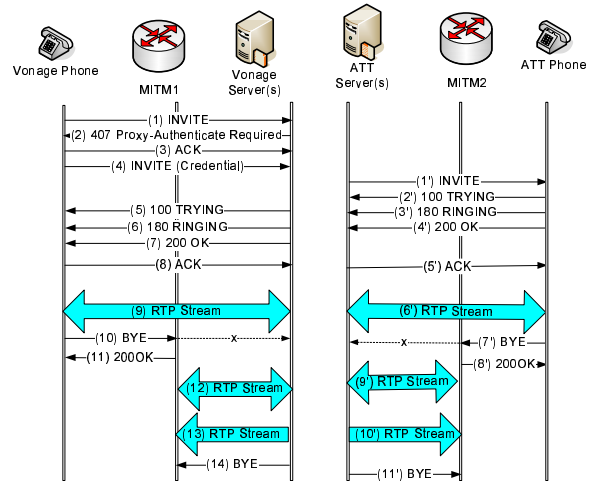 Vonage Phone
MITM1
Vonage
Server(s)
ATT
Server(s)
MITM2
ATT Phone
(1) INVITE
(2) 407 Proxy-Authenticate Required
(3) ACK
(4) INVITE (Credential)
(5) 100 TRYING
(6) 180 RINGING
(7) 200 OK
(8) ACK
(9) RTP Stream
(10) BYE
x
(11) 200OK
(12) RTP Stream
(13) RTP Stream
(14) BYE
(1') INVITE
(2') 100 TRYING
(3') 180 RINGING
(4') 200 OK
(5') ACK
(6') RTP Stream
x
(7') BYE
(8') 200OK
(9') RTP Stream
(10') RTP Stream
(11') BYE